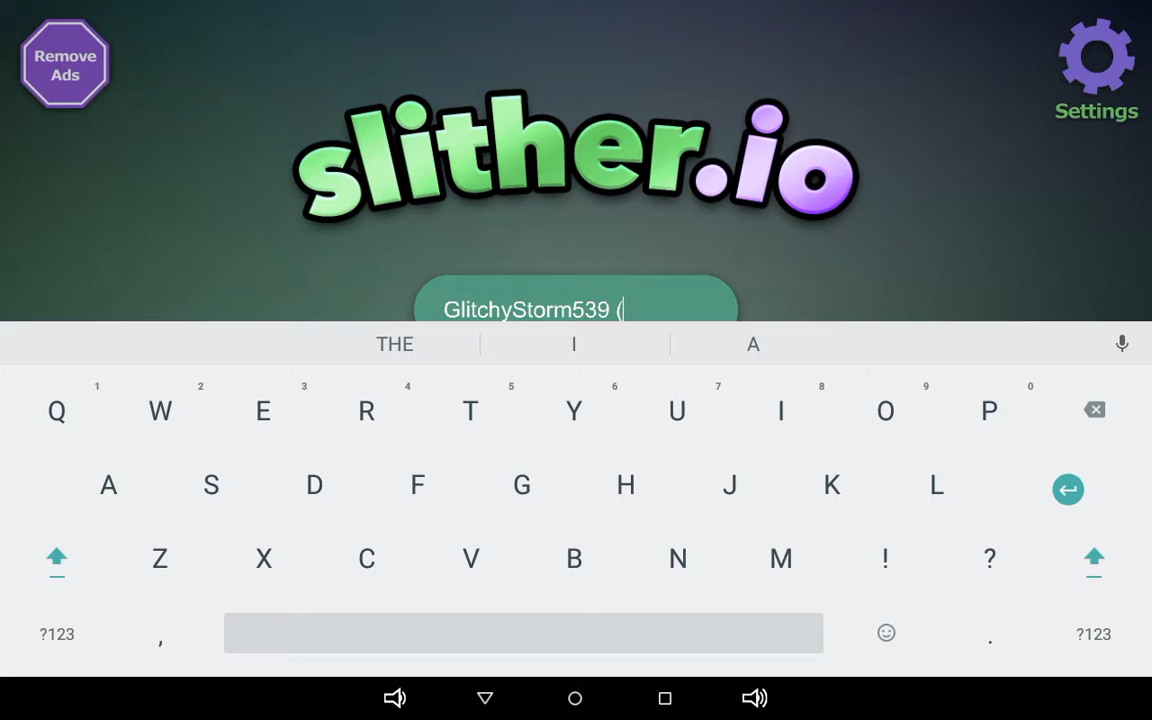 Remove
Ads
slither.io
Settings
GlitchyStorm539 (
THE I A
1 2 3 4 5 6 7 8 9 0
Q W E R T Y U I O P
A S D F G H J K L
Z X C V B N M ! ?
?123 , . ?123